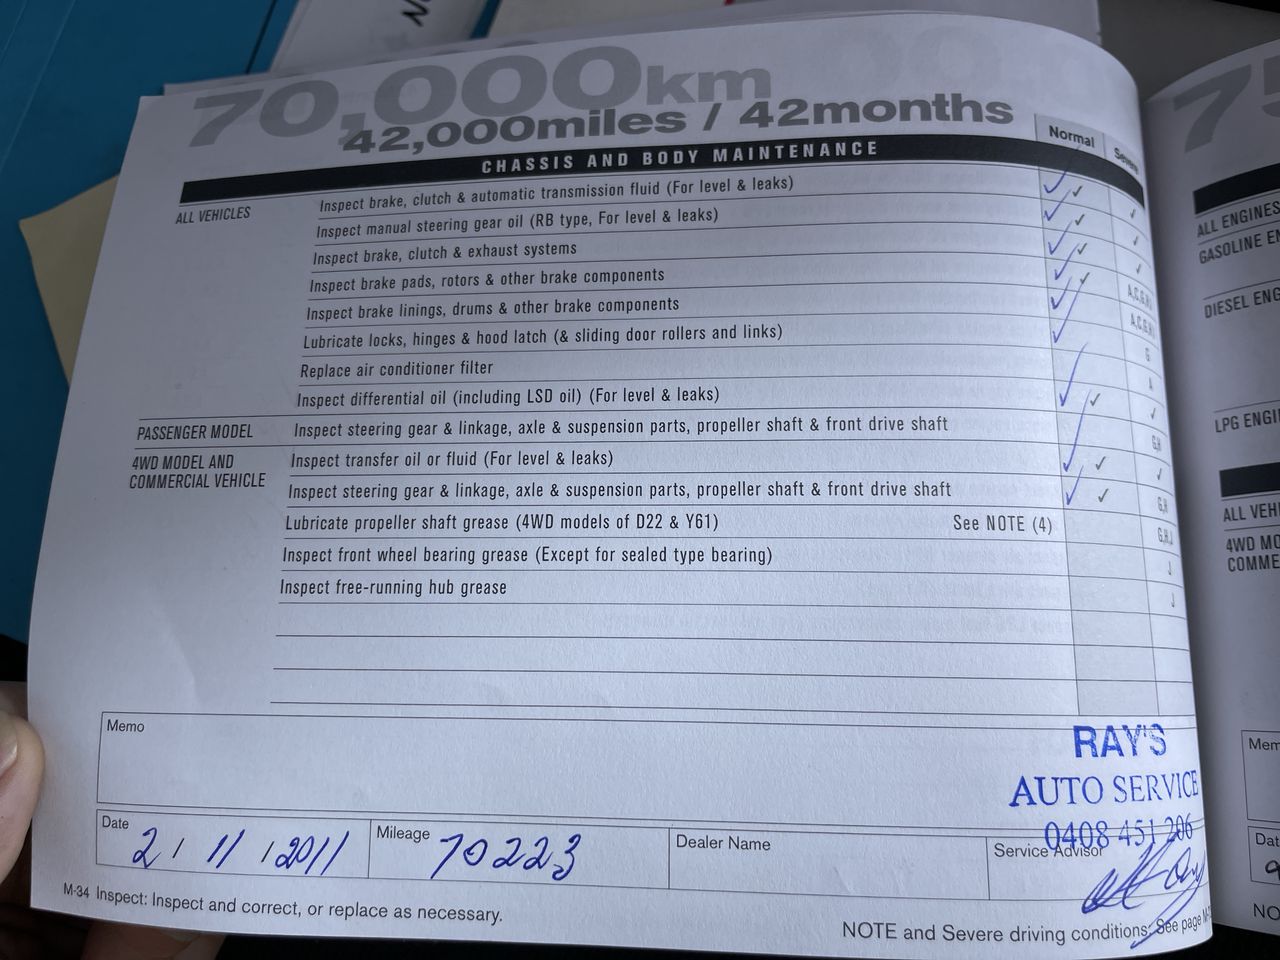 70,000km
42,000miles / 42months
Normal Severe
CHASSIS AND BODY MAINTENANCE
ALL VEHICLES Inspect brake, clutch & automatic transmission fluid (For level & leaks) ✓ ✓ ✓
Inspect manual steering gear oil (RB type, For level & leaks) ✓ ✓ ✓
Inspect brake, clutch & exhaust systems ✓ ✓ ✓
Inspect brake pads, rotors & other brake components ✓ ✓
Inspect brake linings, drums & other brake components ✓
Lubricate locks, hinges & hood latch (& sliding door rollers and links) ✓ G
Replace air conditioner filter A
Inspect differential oil (including LSD oil) (For level & leaks) ✓ ✓ ✓
PASSENGER MODEL Inspect steering gear & linkage, axle & suspension parts, propeller shaft & front drive shaft G,H
4WD MODEL AND
COMMERCIAL VEHICLE
Inspect transfer oil or fluid (For level & leaks) ✓ ✓ ✓
Inspect steering gear & linkage, axle & suspension parts, propeller shaft & front drive shaft ✓ ✓ G,H
Lubricate propeller shaft grease (4WD models of D22 & Y61) See NOTE (4) G,H,J
Inspect front wheel bearing grease (Except for sealed type bearing) J
Inspect free-running hub grease J
Memo
RAY'S
AUTO SERVICE
0408 451 206
Date 2 / 11 / 2011
Mileage 70223
Dealer Name
Service Advisor
M-34 Inspect: Inspect and correct, or replace as necessary.
NOTE and Severe driving conditions: See page
75
ALL ENGINES
GASOLINE EN
DIESEL ENG
LPG ENGI
ALL VEHI
4WD MO
COMME
Mem
Dat
NO